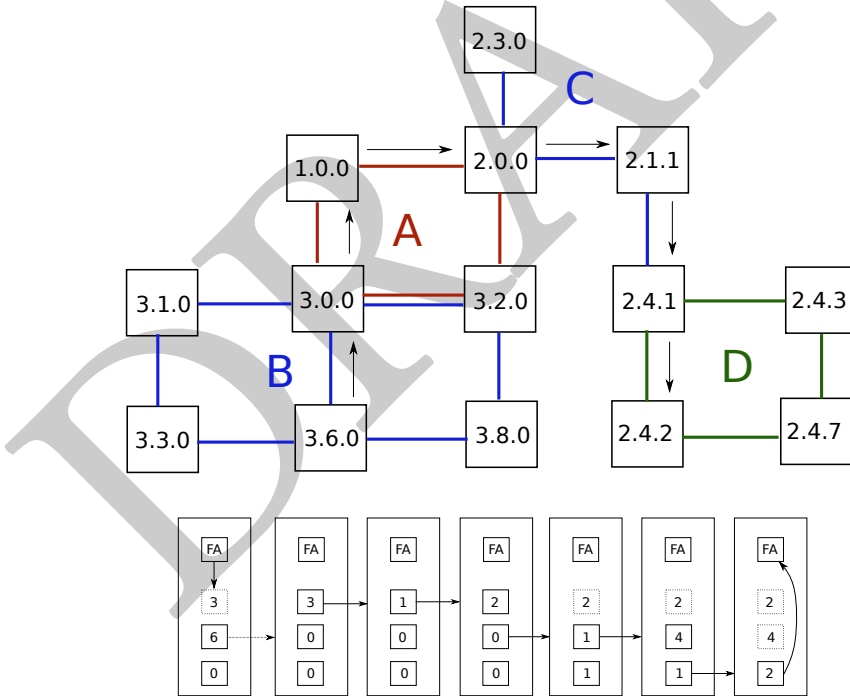 DRAFT
2.3.0
C
1.0.0
2.0.0
2.1.1
A
3.1.0
3.0.0
3.2.0
2.4.1
2.4.3
B
D
3.3.0
3.6.0
3.8.0
2.4.2
2.4.7
FA FA FA FA FA FA FA
3 3 1 2 2 2 2
6 0 0 0 1 4 4
0 0 0 0 1 1 2